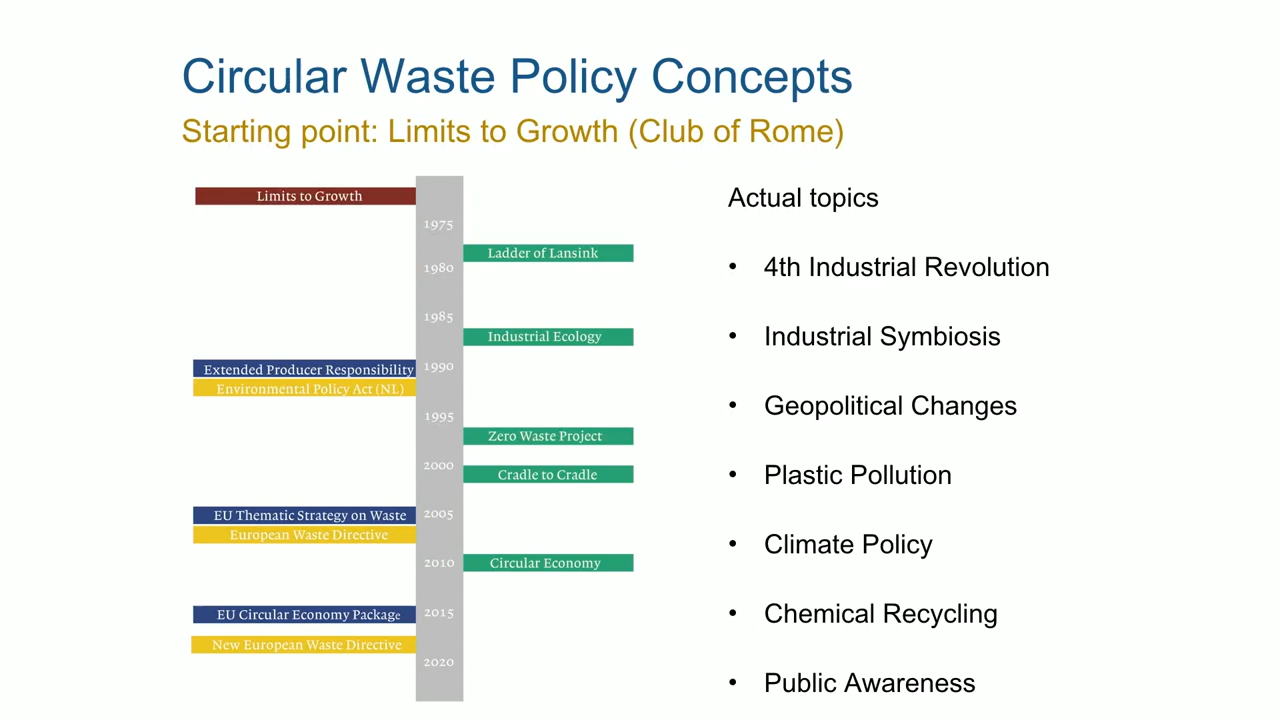 Circular Waste Policy Concepts
Starting point: Limits to Growth (Club of Rome)
Limits to Growth
1975
Ladder of Lansink
1980
1985
Industrial Ecology
Extended Producer Responsibility
1990
Environmental Policy Act (NL)
1995
Zero Waste Project
2000
Cradle to Cradle
EU Thematic Strategy on Waste
2005
European Waste Directive
2010
Circular Economy
EU Circular Economy Package
2015
New European Waste Directive
2020
Actual topics
• 4th Industrial Revolution
• Industrial Symbiosis
• Geopolitical Changes
• Plastic Pollution
• Climate Policy
• Chemical Recycling
• Public Awareness